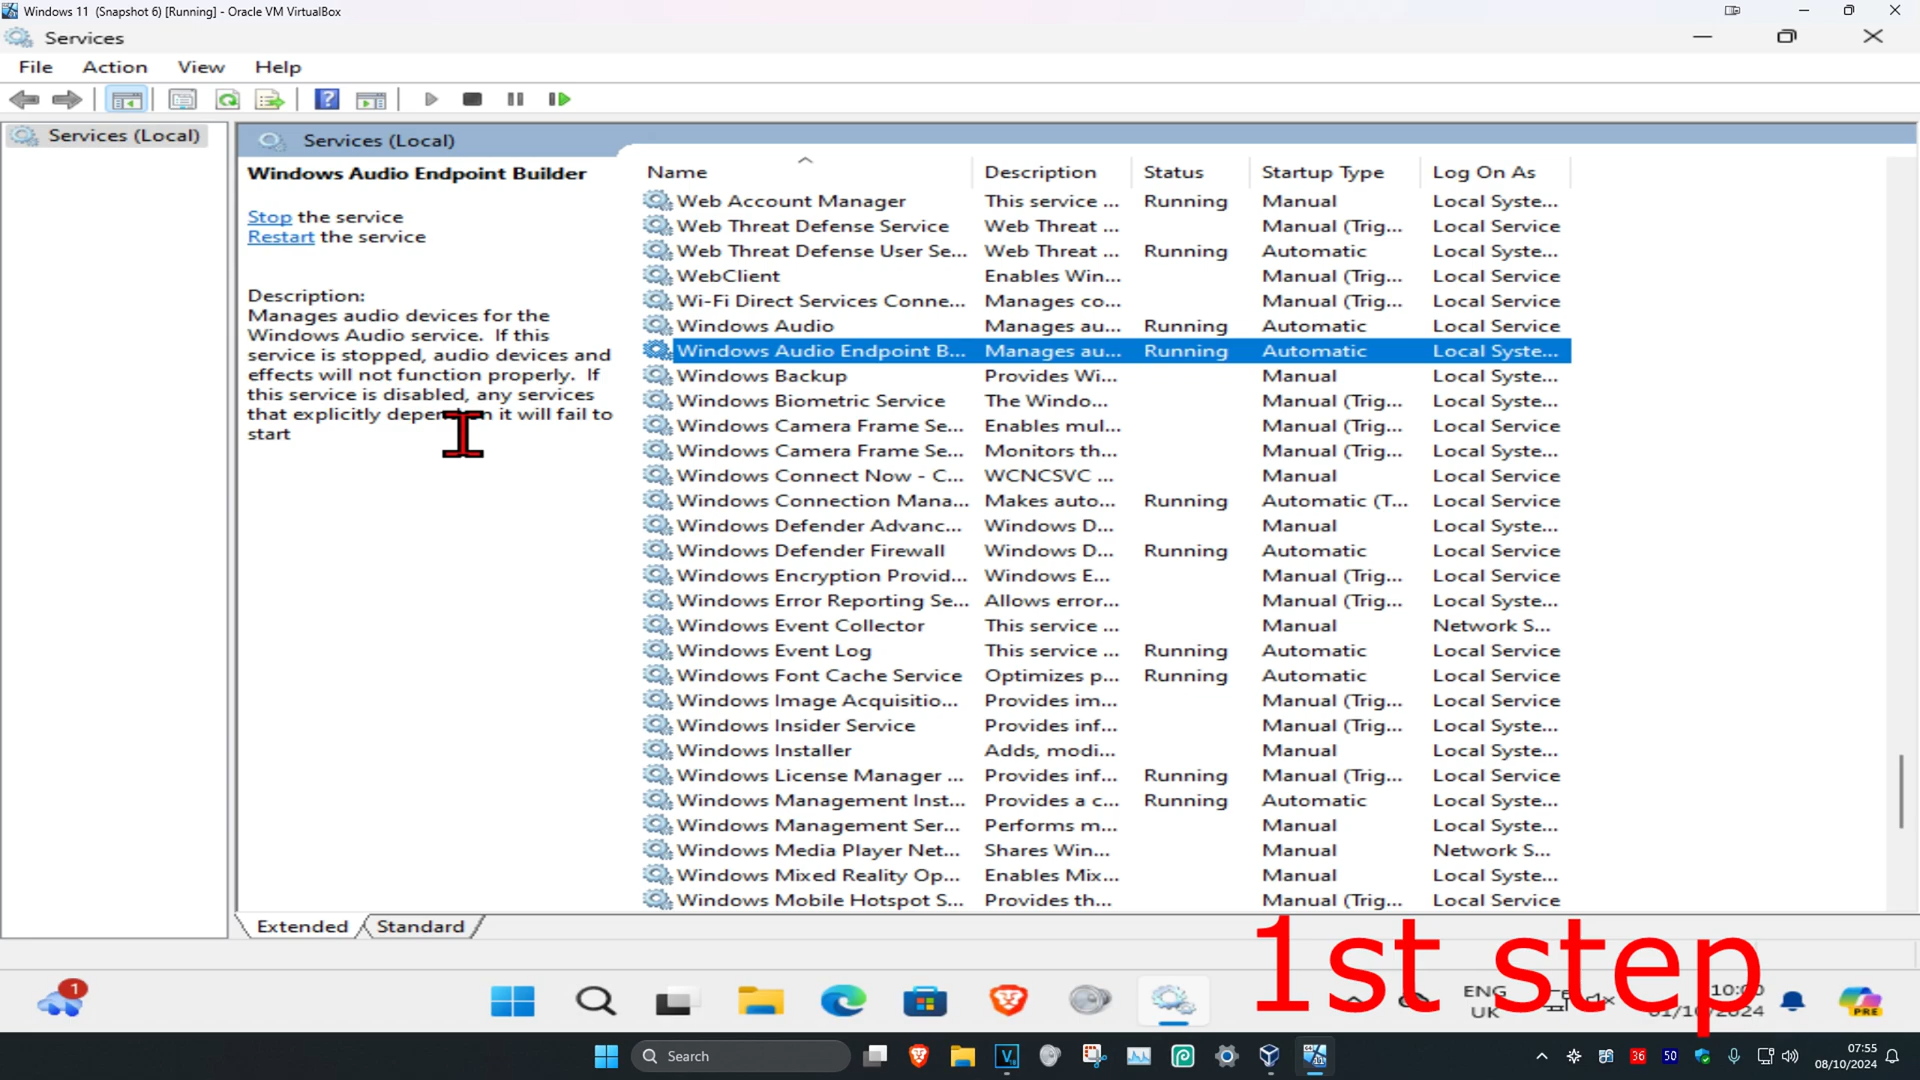 Windows 11 (Snapshot 6) [Running] - Oracle VM VirtualBox
Services
File Action View Help
Services (Local)
Services (Local)
Windows Audio Endpoint Builder
Stop the service
Restart the service
Description:
Manages audio devices for the
Windows Audio service. If this
service is stopped, audio devices and
effects will not function properly. If
this service is disabled, any services
that explicitly depend on it will fail to
start
Name Description Status Startup Type Log On As
Web Account Manager This service ... Running Manual Local Syste...
Web Threat Defense Service Web Threat ... Manual (Trig... Local Service
Web Threat Defense User Se... Web Threat ... Running Automatic Local Syste...
WebClient Enables Win... Manual (Trig... Local Service
Wi-Fi Direct Services Conne... Manages co... Manual (Trig... Local Service
Windows Audio Manages au... Running Automatic Local Service
Windows Audio Endpoint B... Manages au... Running Automatic Local Syste...
Windows Backup Provides Wi... Manual Local Syste...
Windows Biometric Service The Windo... Manual (Trig... Local Syste...
Windows Camera Frame Se... Enables mul... Manual (Trig... Local Service
Windows Camera Frame Se... Monitors th... Manual (Trig... Local Syste...
Windows Connect Now - C... WCNCSVC ... Manual Local Service
Windows Connection Mana... Makes auto... Running Automatic (T... Local Service
Windows Defender Advanc... Windows D... Manual Local Syste...
Windows Defender Firewall Windows D... Running Automatic Local Service
Windows Encryption Provid... Windows E... Manual (Trig... Local Service
Windows Error Reporting Se... Allows error... Manual (Trig... Local Syste...
Windows Event Collector This service ... Manual Network S...
Windows Event Log This service ... Running Automatic Local Service
Windows Font Cache Service Optimizes p... Running Automatic Local Service
Windows Image Acquisitio... Provides im... Manual (Trig... Local Service
Windows Insider Service Provides inf... Manual (Trig... Local Syste...
Windows Installer Adds, modi... Manual Local Syste...
Windows License Manager ... Provides inf... Running Manual (Trig... Local Service
Windows Management Inst... Provides a c... Running Automatic Local Syste...
Windows Management Ser... Performs m... Manual Local Syste...
Windows Media Player Net... Shares Win... Manual Network S...
Windows Mixed Reality Op... Enables Mix... Manual Local Syste...
Windows Mobile Hotspot S... Provides th... Manual (Trig... Local Service
Extended Standard
1st step
1
ENG
UK
10:00
01/10/2024
PRE
Search
36
50
07:55
08/10/2024